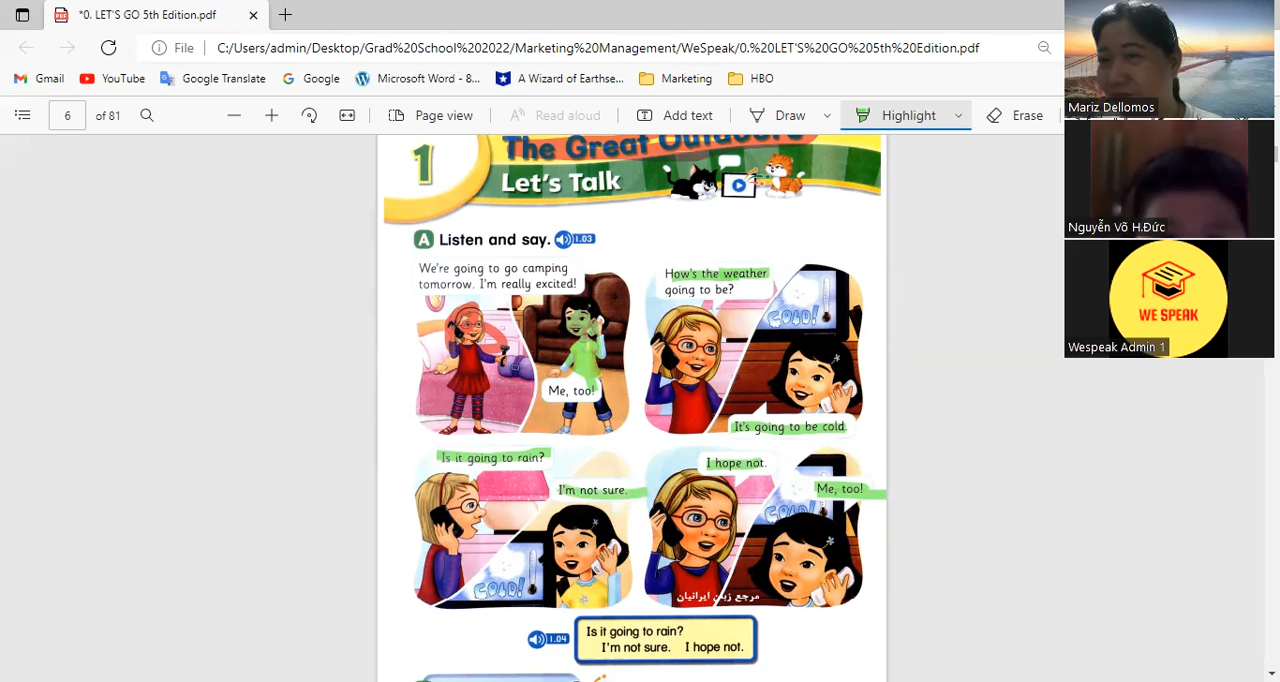 *0. LET'S GO 5th Edition.pdf
File
C:/Users/admin/Desktop/Grad%20School%202022/Marketing%20Management/WeSpeak/0.%20LET'S%20GO%205th%20Edition.pdf
Gmail
YouTube
Google Translate
Google
Microsoft Word - 8...
A Wizard of Earthse...
Marketing
HBO
6
of 81
Page view
Read aloud
Add text
Draw
Highlight
Erase
Mariz Dellomos
Nguyễn Võ H.Đức
WE SPEAK
Wespeak Admin 1
1
The Great Outdoors
Let's Talk
A Listen and say. 1.03
We're going to go camping
tomorrow. I'm really excited!
Me, too!
How's the weather
going to be?
COLD!
It's going to be cold.
Is it going to rain?
I'm not sure.
COLD!
I hope not.
Me, too!
COLD!
مرجع زبان ایرانیان
1.04
Is it going to rain?
I'm not sure. I hope not.